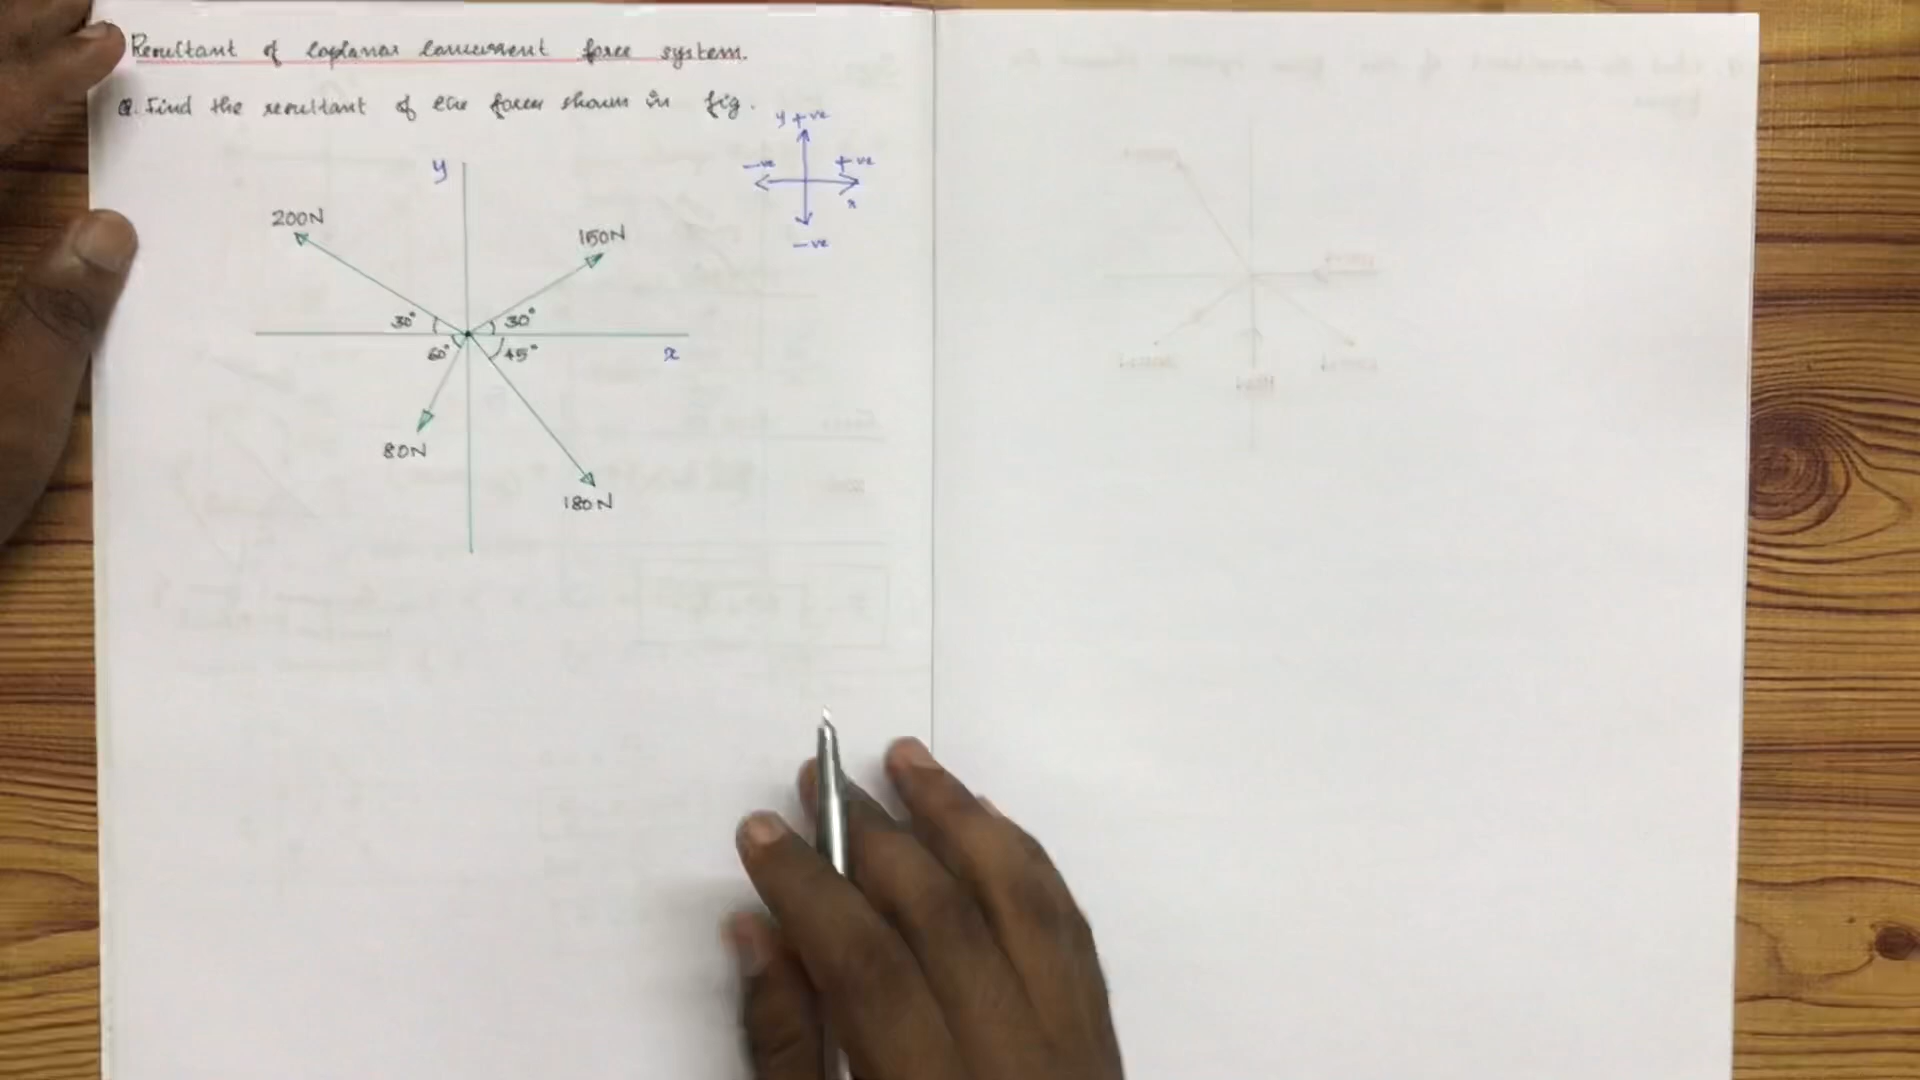 Resultant of Coplanar Concurrent force system.
Q. Find the resultant of the forces shown in fig.
y +ve
-ve
+ve
x
-ve
y
200N
150N
30°
30°
60°
45°
x
80N
180N